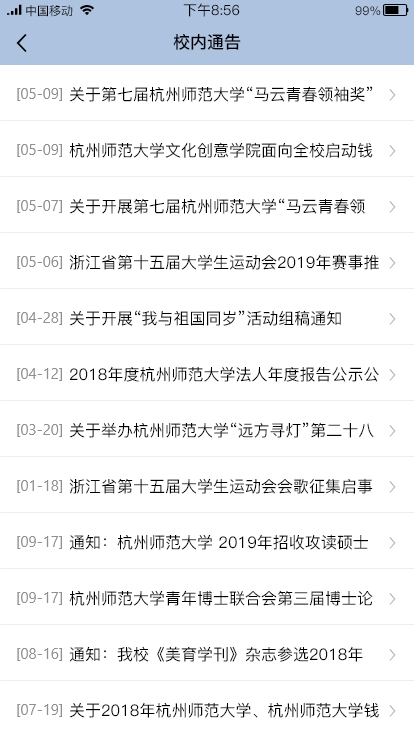 中国移动 下午8:56 99%
校内通告
[05-09] 关于第七届杭州师范大学“马云青春领袖奖”
[05-09] 杭州师范大学文化创意学院面向全校启动钱
[05-07] 关于开展第七届杭州师范大学“马云青春领
[05-06] 浙江省第十五届大学生运动会2019年赛事推
[04-28] 关于开展“我与祖国同岁”活动组稿通知
[04-12] 2018年度杭州师范大学法人年度报告公示公
[03-20] 关于举办杭州师范大学“远方寻灯”第二十八
[01-18] 浙江省第十五届大学生运动会会歌征集启事
[09-17] 通知：杭州师范大学 2019年招收攻读硕士
[09-17] 杭州师范大学青年博士联合会第三届博士论
[08-16] 通知：我校《美育学刊》杂志参选2018年
[07-19] 关于2018年杭州师范大学、杭州师范大学钱